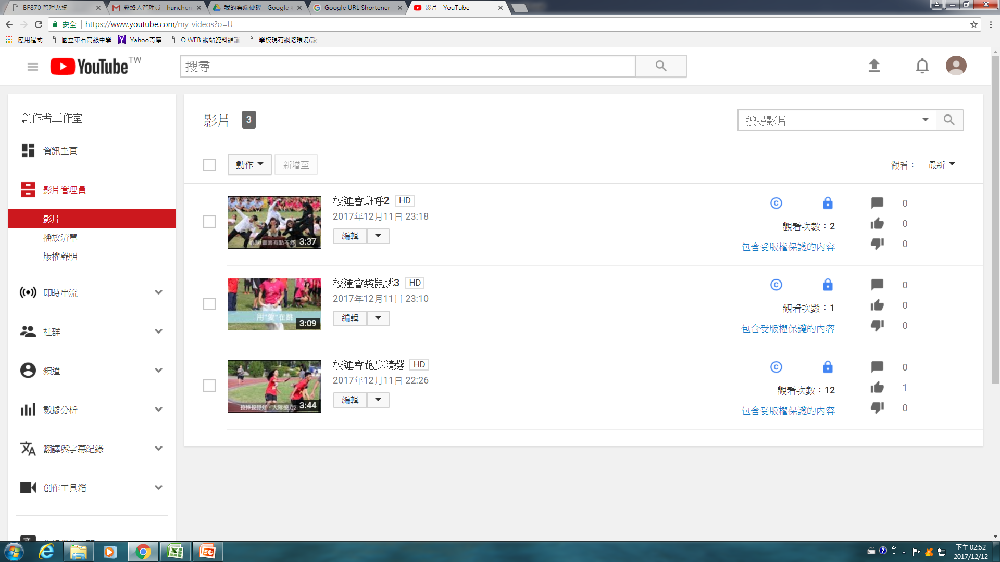 BF870 管理系統
聯絡人管理員 - hanchen
我的雲端硬碟 - Google
Google URL Shortener
影片 - YouTube
安全
https://www.youtube.com/my_videos?o=U
應用程式
國立東石高級中學
Yahoo奇摩
Ω WEB 網站資料維護
學校現有網路環境(設
YouTube TW
搜尋
創作者工作室
資訊主頁
影片管理員
影片
播放清單
版權聲明
即時串流
社群
頻道
數據分析
翻譯與字幕紀錄
創作工具箱
影片 3
搜尋影片
動作
新增至
觀看：
最新
校運會班呼2 HD
2017年12月11日 23:18
編輯
3:37
觀看次數：2
包含受版權保護的內容
0
0
0
校運會袋鼠跳3 HD
2017年12月11日 23:10
編輯
用"愛"在跳
3:09
觀看次數：1
包含受版權保護的內容
0
0
0
校運會跑步精選 HD
2017年12月11日 22:26
編輯
3:44
觀看次數：12
包含受版權保護的內容
0
1
0
下午 02:52
2017/12/12